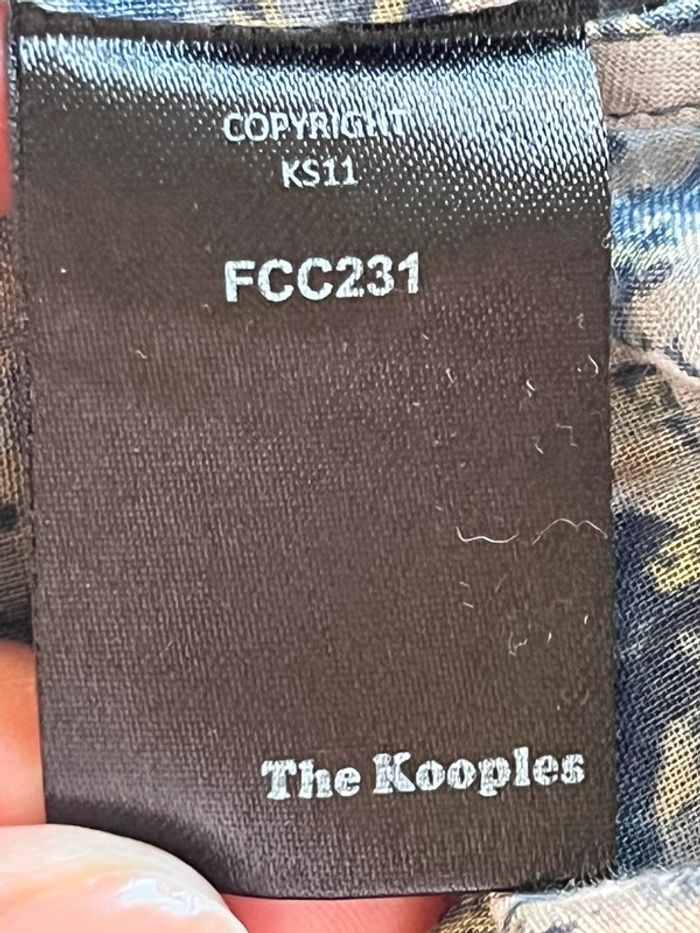 COPYRIGHT
KS11
FCC231
The Kooples